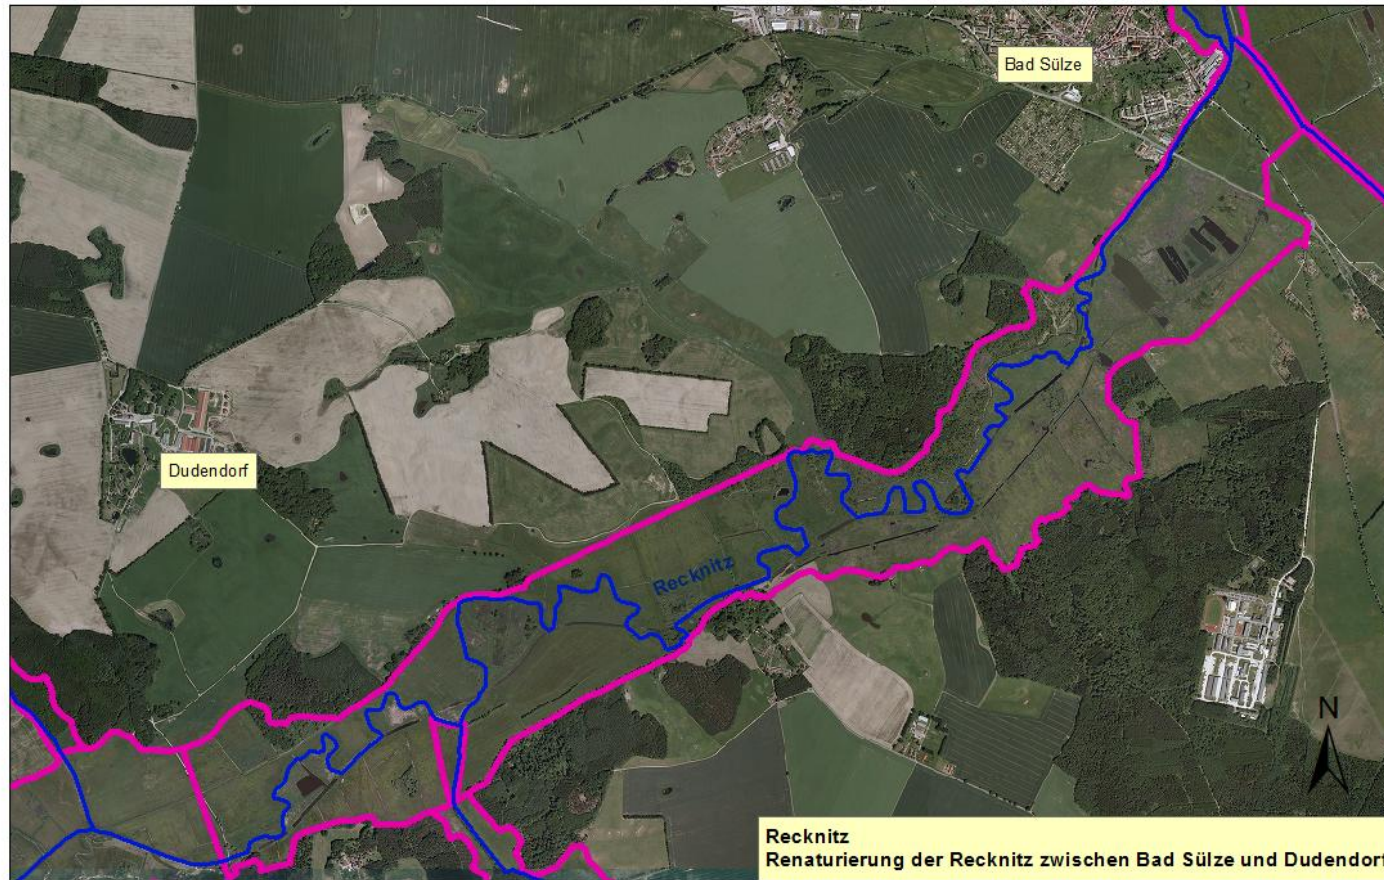 Bad Sülze
Dudendorf
Recknitz
N
Recknitz
Renaturierung der Recknitz zwischen Bad Sülze und Dudendorf